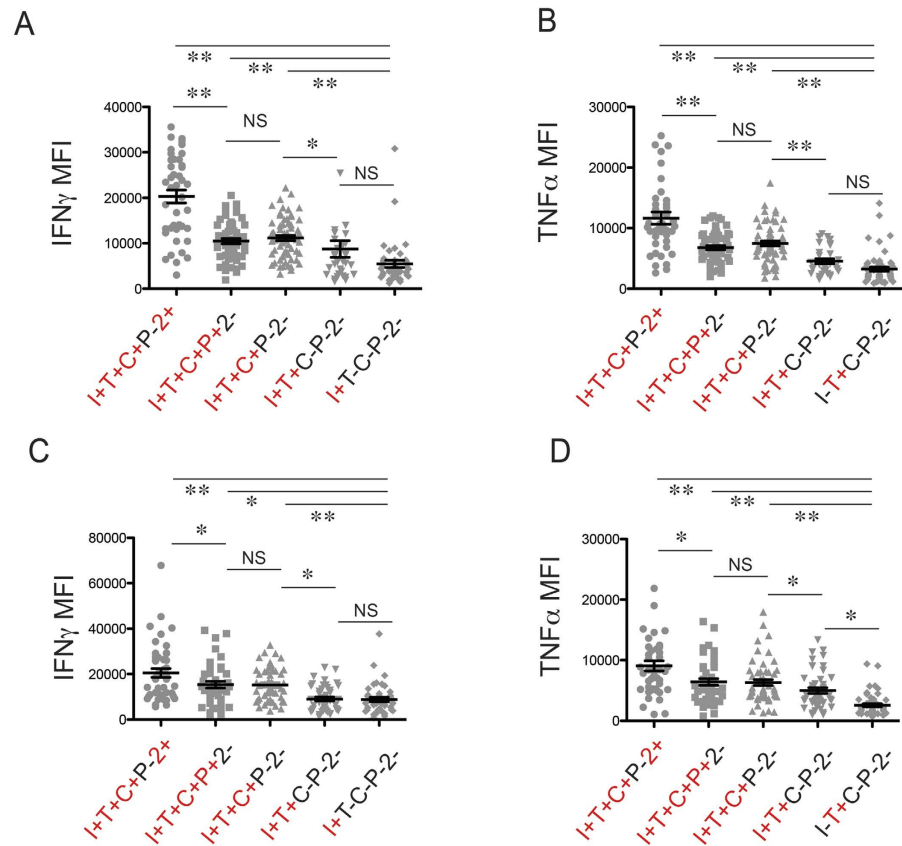 A
**
**
**
**
NS
*
NS
40000
30000
20000
10000
0
IFNγ MFI
I+T+C+P-2+
I+T+C+P+2-
I+T+C+P-2-
I+T+C-P-2-
I+T-C-P-2-
B
**
**
**
**
NS
**
NS
30000
20000
10000
0
TNFα MFI
I+T+C+P-2+
I+T+C+P+2-
I+T+C+P-2-
I+T+C-P-2-
I-T+C-P-2-
C
**
*
**
*
NS
*
NS
80000
60000
40000
20000
0
IFNγ MFI
I+T+C+P-2+
I+T+C+P+2-
I+T+C+P-2-
I+T+C-P-2-
I+T-C-P-2-
D
**
**
**
*
NS
*
*
30000
20000
10000
0
TNFα MFI
I+T+C+P-2+
I+T+C+P+2-
I+T+C+P-2-
I+T+C-P-2-
I-T+C-P-2-